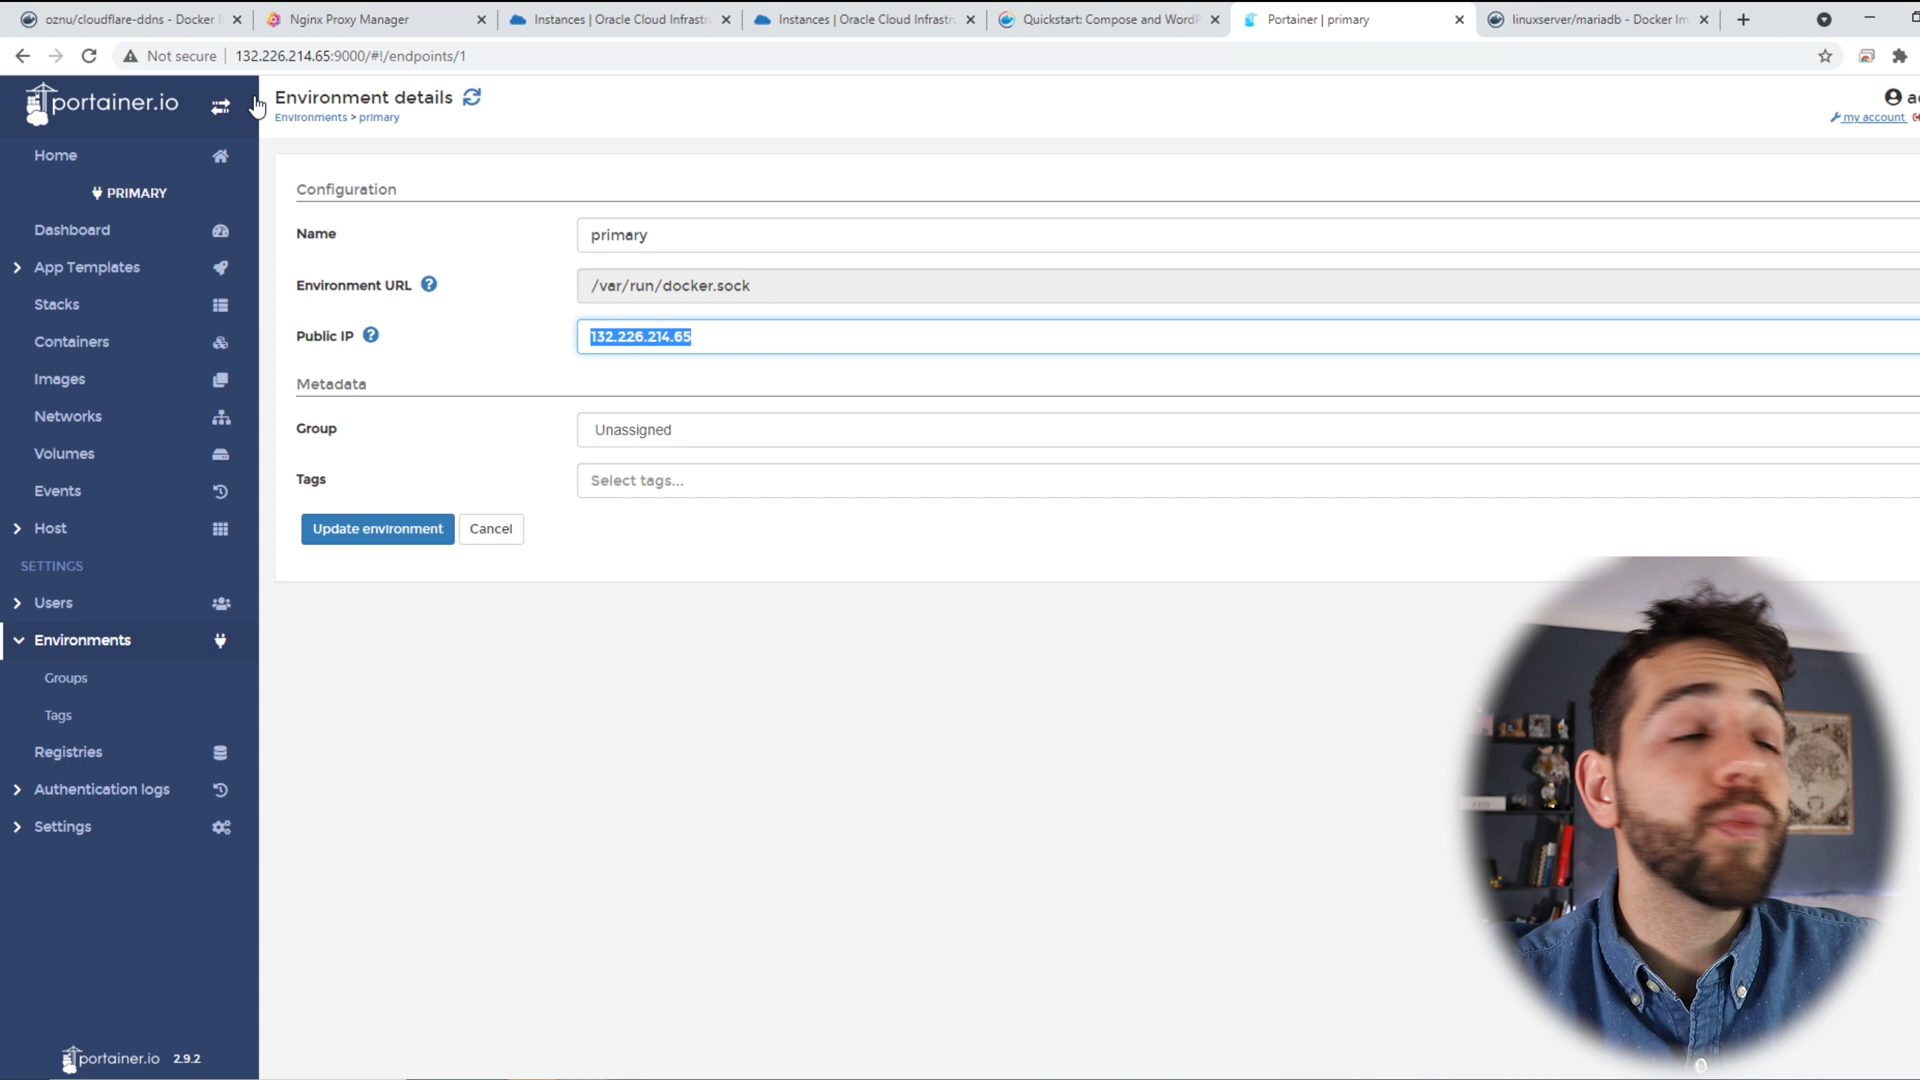 oznu/cloudflare-ddns - Docker
Nginx Proxy Manager
Instances | Oracle Cloud Infrastr
Instances | Oracle Cloud Infrastr
Quickstart: Compose and WordP
Portainer | primary
linuxserver/mariadb - Docker Im
Not secure
132.226.214.65:9000/#!/endpoints/1
portainer.io
Environment details
Environments > primary
my account
Home
PRIMARY
Dashboard
App Templates
Stacks
Containers
Images
Networks
Volumes
Events
Host
SETTINGS
Users
Environments
Groups
Tags
Registries
Authentication logs
Settings
portainer.io 2.9.2
Configuration
Name
primary
Environment URL
/var/run/docker.sock
Public IP
132.226.214.65
Metadata
Group
Unassigned
Tags
Select tags...
Update environment
Cancel